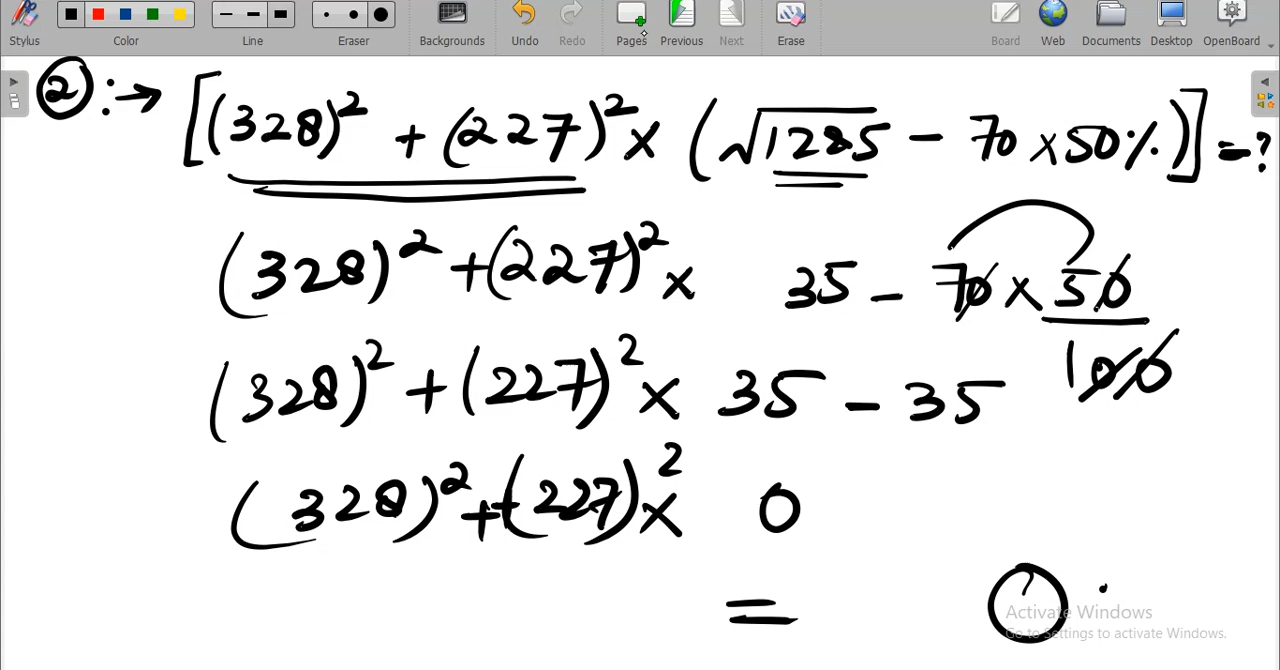 Stylus Color Line Eraser Backgrounds Undo Redo Pages Previous Next Erase Board Web Documents Desktop OpenBoard
②:→ [(328)² + (227)² × (√1285 - 70 × 50%)] = ?
(328)² + (227)² × 35 - 70 × 50/100
(328)² + (227)² × 35 - 35
(328)² + (227)² × 0
= 0.
Activate Windows
Go to Settings to activate Windows.